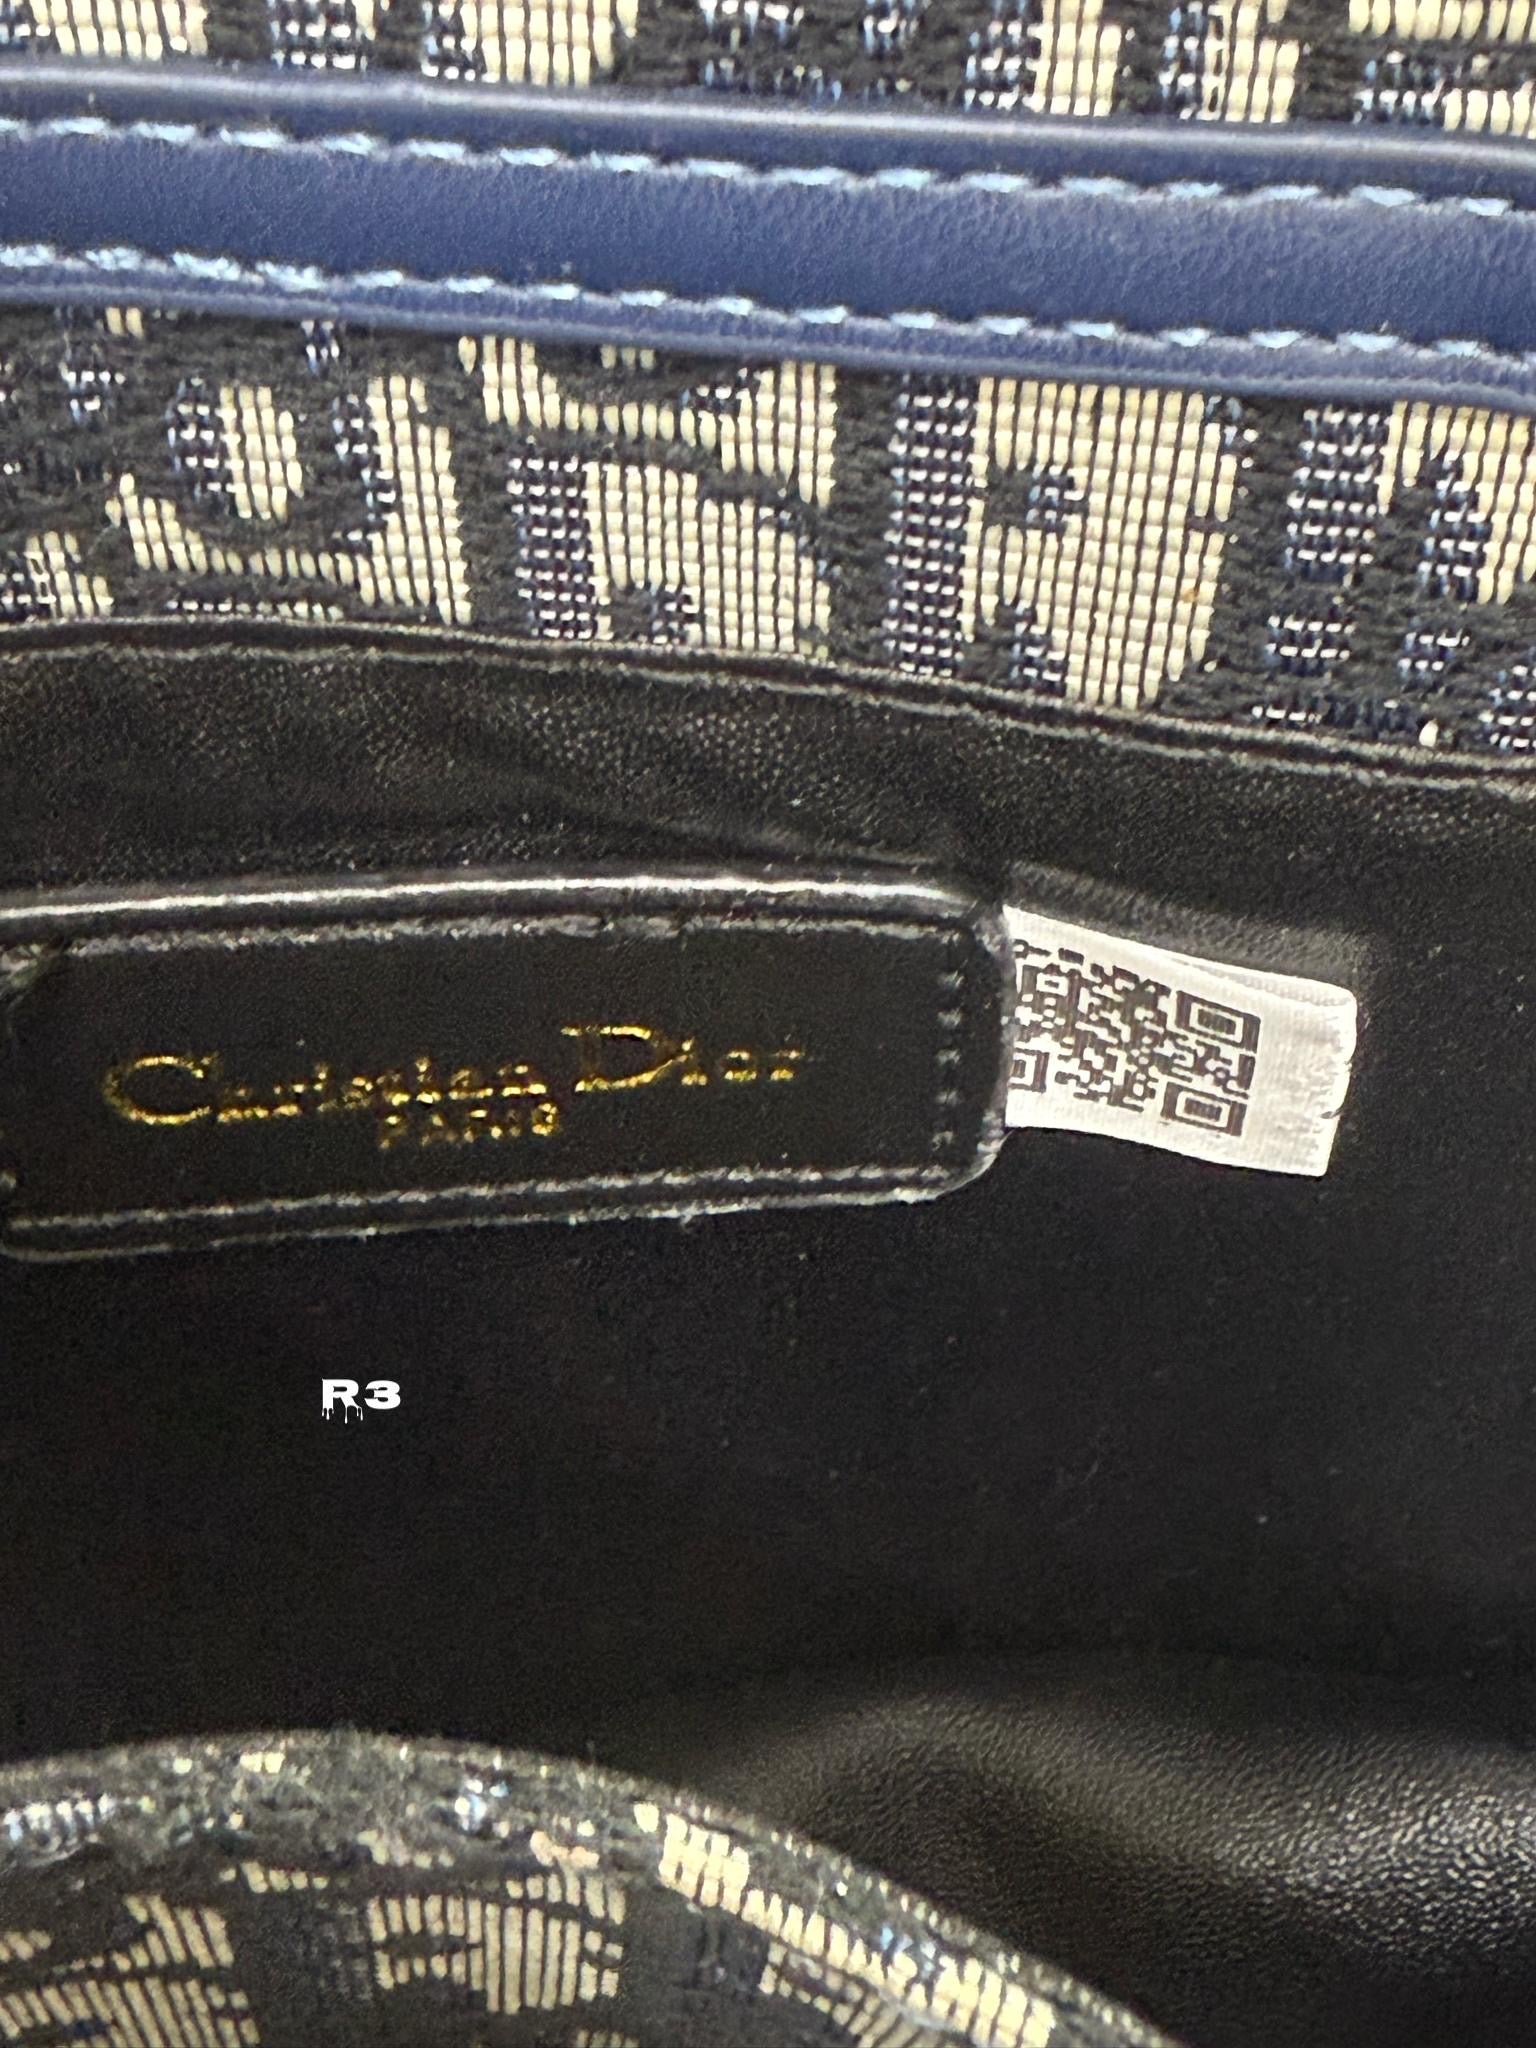 Christian Dior
PARIS
R3